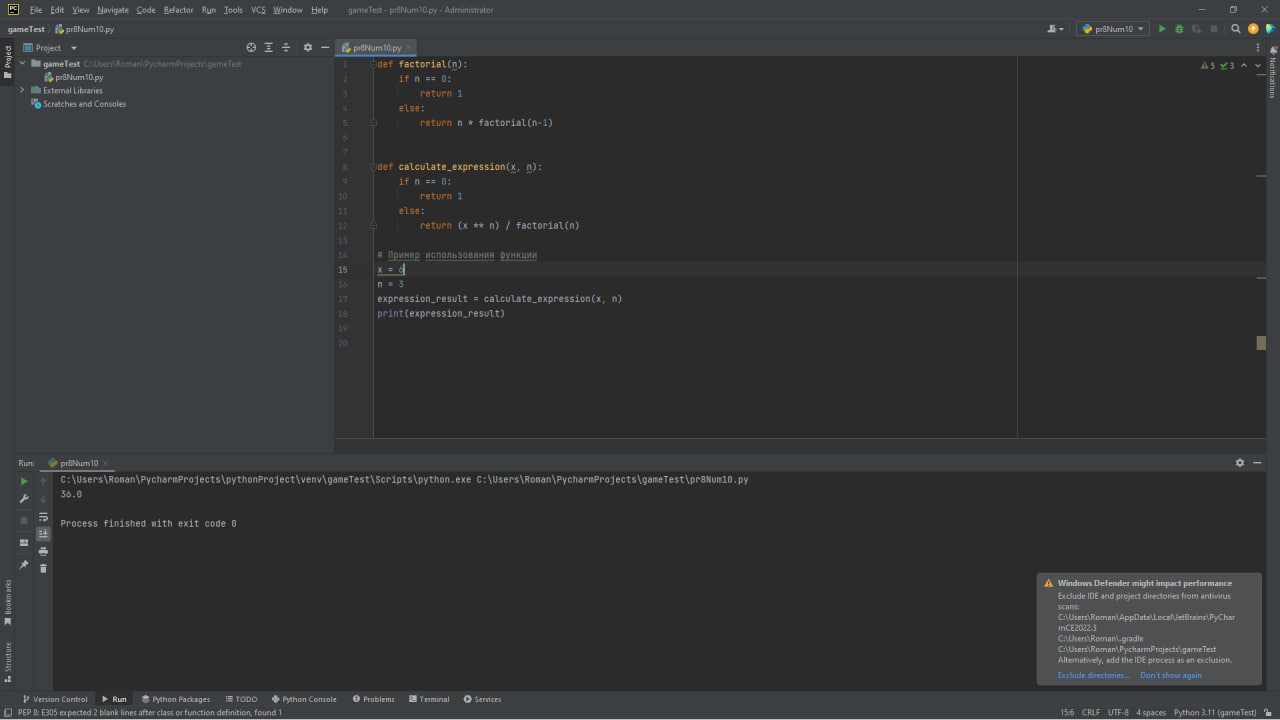 File Edit View Navigate Code Refactor Run Tools VCS Window Help gameTest - pr8Num10.py - Administrator
gameTest › pr8Num10.py
pr8Num10
Project
pr8Num10.py
gameTest C:\Users\Roman\PycharmProjects\gameTest
pr8Num10.py
External Libraries
Scratches and Consoles
Project
Notifications
5 3
1 def factorial(n):
2 if n == 0:
3 return 1
4 else:
5 return n * factorial(n-1)
6
7
8 def calculate_expression(x, n):
9 if n == 0:
10 return 1
11 else:
12 return (x ** n) / factorial(n)
13
14 # Пример использования функции
15 x = 6
16 n = 3
17 expression_result = calculate_expression(x, n)
18 print(expression_result)
19
20
Run: pr8Num10
C:\Users\Roman\PycharmProjects\pythonProject\venv\gameTest\Scripts\python.exe C:\Users\Roman\PycharmProjects\gameTest\pr8Num10.py
36.0
Process finished with exit code 0
Bookmarks
Structure
Windows Defender might impact performance
Exclude IDE and project directories from antivirus
scans:
C:\Users\Roman\AppData\Local\JetBrains\PyChar
mCE2022.3
C:\Users\Roman\.gradle
C:\Users\Roman\PycharmProjects\gameTest
Alternatively, add the IDE process as an exclusion.
Exclude directories... Don't show again
Version Control Run Python Packages TODO Python Console Problems Terminal Services
PEP 8: E305 expected 2 blank lines after class or function definition, found 1
15:6 CRLF UTF-8 4 spaces Python 3.11 (gameTest)